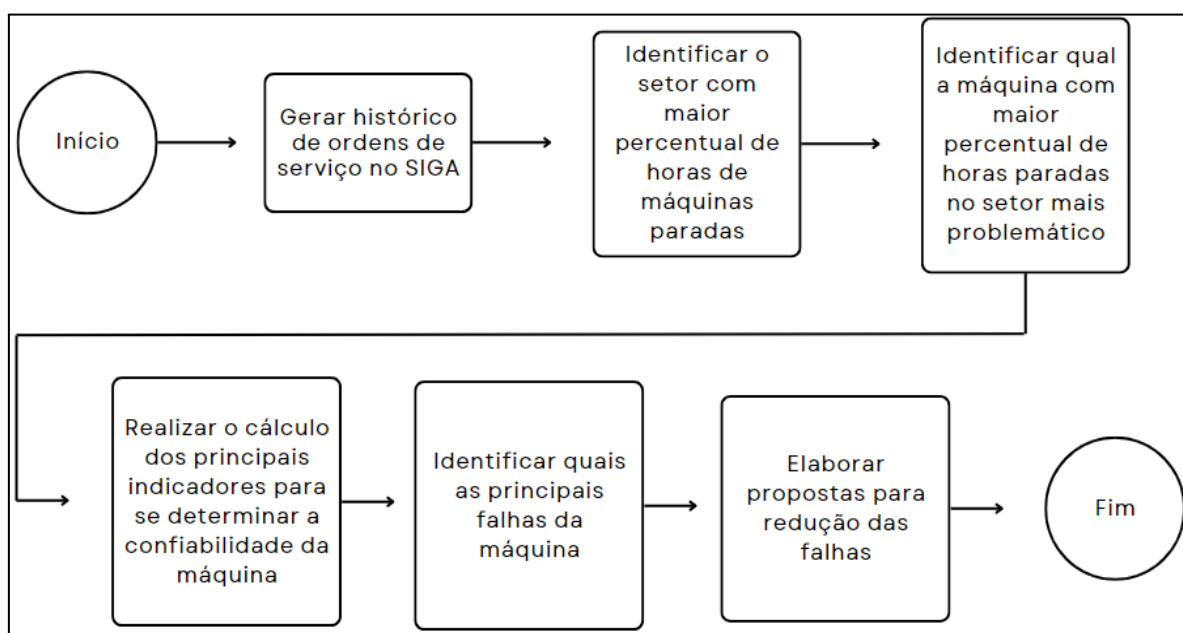 Início
Gerar histórico
de ordens de
serviço no SIGA
Identificar o
setor com
maior
percentual de
horas de
máquinas
paradas
Identificar qual
a máquina com
maior
percentual de
horas paradas
no setor mais
problemático
Realizar o cálculo
dos principais
indicadores para
se determinar a
confiabilidade da
máquina
Identificar quais
as principais
falhas da
máquina
Elaborar
propostas para
redução das
falhas
Fim